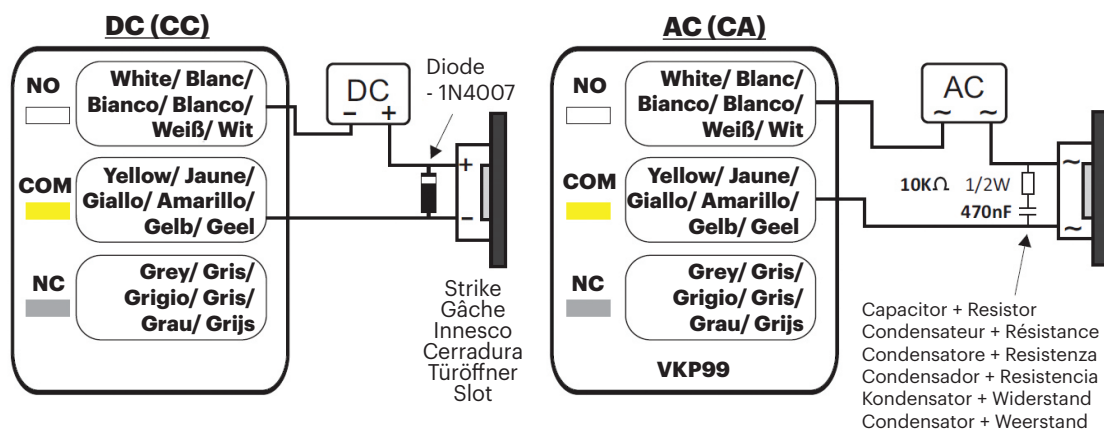 DC (CC)
NO
White/ Blanc/
Bianco/ Blanco/
Weiß/ Wit
COM
Yellow/ Jaune/
Giallo/ Amarillo/
Gelb/ Geel
NC
Grey/ Gris/
Grigio/ Gris/
Grau/ Grijs
DC
− +
Diode
- 1N4007
+
−
Strike
Gâche
Innesco
Cerradura
Türöffner
Slot
AC (CA)
NO
White/ Blanc/
Bianco/ Blanco/
Weiß/ Wit
COM
Yellow/ Jaune/
Giallo/ Amarillo/
Gelb/ Geel
NC
Grey/ Gris/
Grigio/ Gris/
Grau/ Grijs
VKP99
AC
~ ~
~
10KΩ 1/2W
470nF
~
Capacitor + Resistor
Condensateur + Résistance
Condensatore + Resistenza
Condensador + Resistencia
Kondensator + Widerstand
Condensator + Weerstand